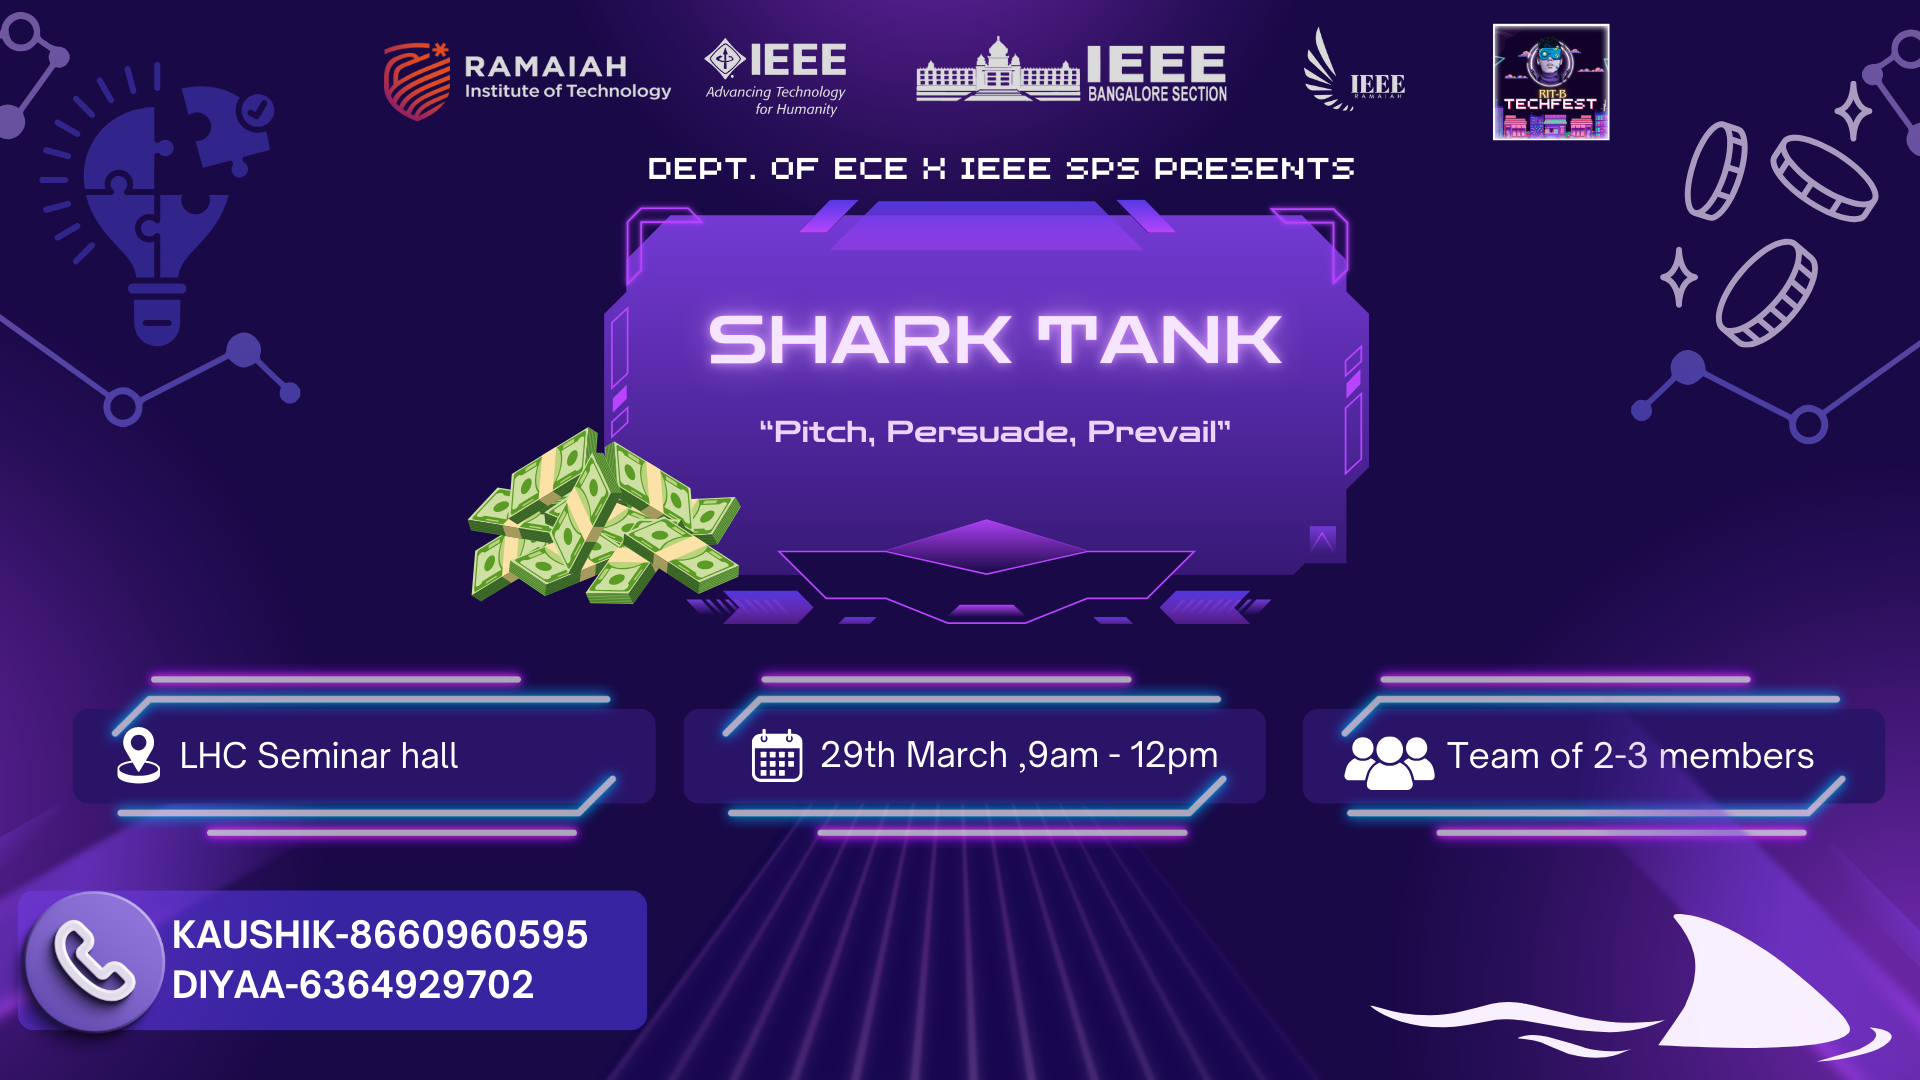 RAMAIAH
Institute of Technology
IEEE
Advancing Technology
for Humanity
IEEE
BANGALORE SECTION
IEEE
RAMAIAH
RIT-B
TECHFEST
DEPT. OF ECE X IEEE SPS PRESENTS
SHARK TANK
“Pitch, Persuade, Prevail”
LHC Seminar hall
29th March ,9am - 12pm
Team of 2-3 members
KAUSHIK-8660960595
DIYAA-6364929702